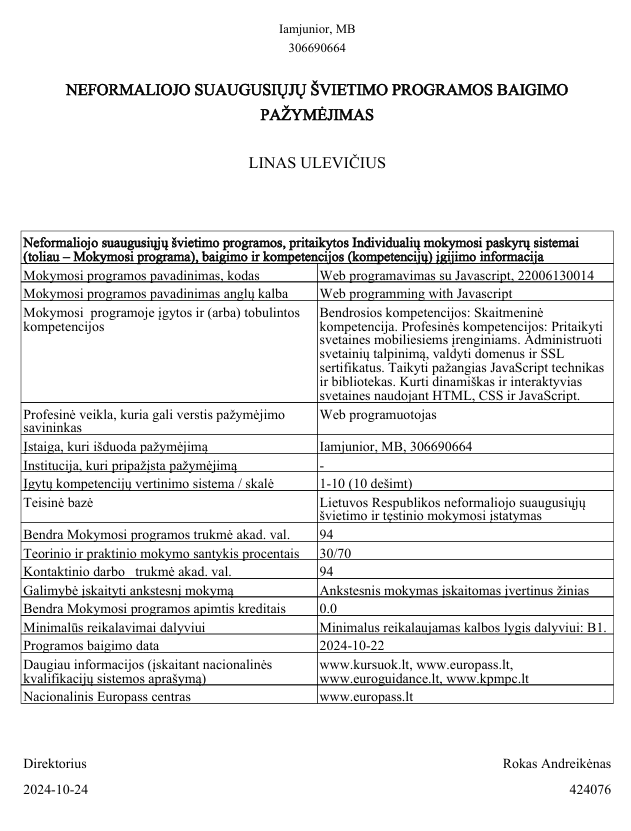 Iamjunior, MB
306690664
NEFORMALIOJO SUAUGUSIŲJŲ ŠVIETIMO PROGRAMOS BAIGIMO
PAŽYMĖJIMAS
LINAS ULEVIČIUS
Neformaliojo suaugusiųjų švietimo programos, pritaikytos Individualių mokymosi paskyrų sistemai
(toliau – Mokymosi programa), baigimo ir kompetencijos (kompetencijų) įgijimo informacija
Mokymosi programos pavadinimas, kodas
Web programavimas su Javascript, 22006130014
Mokymosi programos pavadinimas anglų kalba
Web programming with Javascript
Mokymosi programoje įgytos ir (arba) tobulintos
kompetencijos
Bendrosios kompetencijos: Skaitmeninė
kompetencija. Profesinės kompetencijos: Pritaikyti
svetaines mobiliesiems įrenginiams. Administruoti
svetainių talpinimą, valdyti domenus ir SSL
sertifikatus. Taikyti pažangias JavaScript technikas
ir bibliotekas. Kurti dinamiškas ir interaktyvias
svetaines naudojant HTML, CSS ir JavaScript.
Profesinė veikla, kuria gali verstis pažymėjimo
savininkas
Web programuotojas
Įstaiga, kuri išduoda pažymėjimą
Iamjunior, MB, 306690664
Institucija, kuri pripažįsta pažymėjimą
-
Įgytų kompetencijų vertinimo sistema / skalė
1-10 (10 dešimt)
Teisinė bazė
Lietuvos Respublikos neformaliojo suaugusiųjų
švietimo ir tęstinio mokymosi įstatymas
Bendra Mokymosi programos trukmė akad. val.
94
Teorinio ir praktinio mokymo santykis procentais
30/70
Kontaktinio darbo trukmė akad. val.
94
Galimybė įskaityti ankstesnį mokymą
Ankstesnis mokymas įskaitomas įvertinus žinias
Bendra Mokymosi programos apimtis kreditais
0.0
Minimalūs reikalavimai dalyviui
Minimalus reikalaujamas kalbos lygis dalyviui: B1.
Programos baigimo data
2024-10-22
Daugiau informacijos (įskaitant nacionalinės
kvalifikacijų sistemos aprašymą)
www.kursuok.lt, www.europass.lt,
www.euroguidance.lt, www.kpmpc.lt
Nacionalinis Europass centras
www.europass.lt
Direktorius
Rokas Andreikėnas
2024-10-24
424076